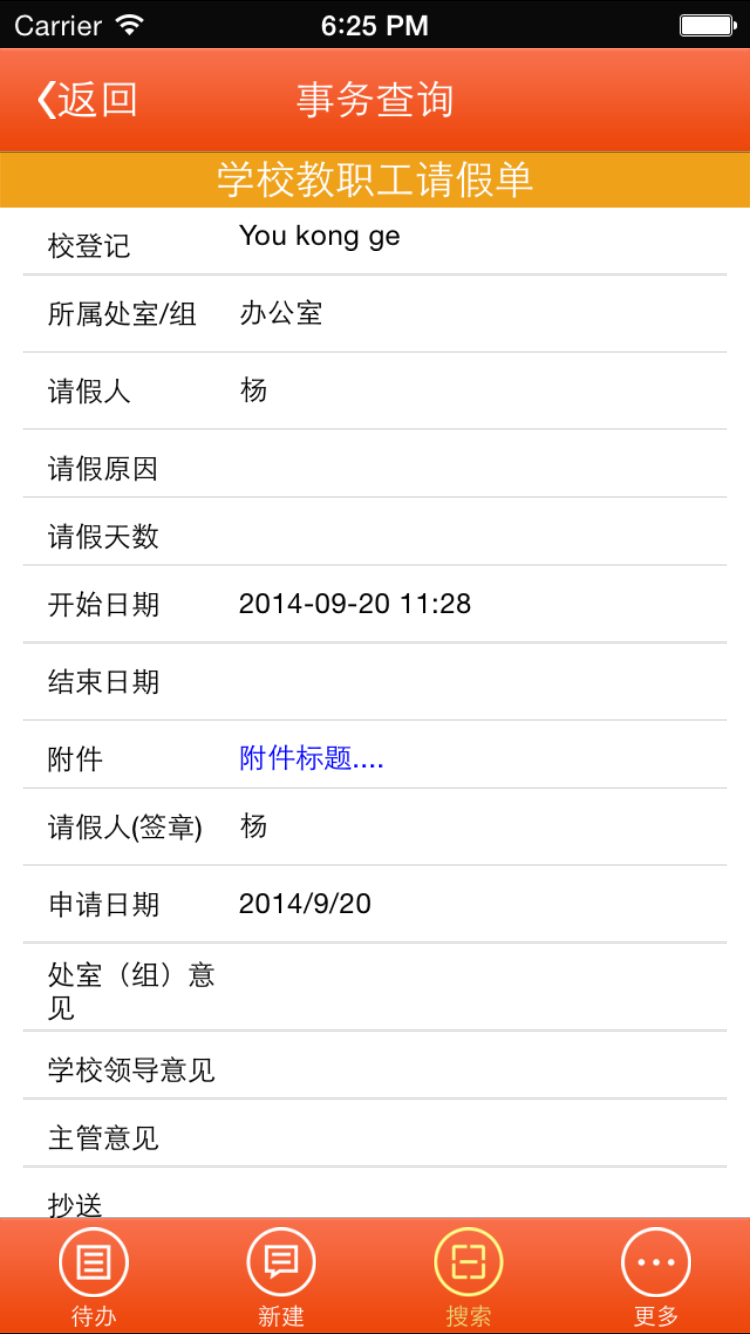 Carrier 6:25 PM
返回 事务查询
学校教职工请假单
校登记 You kong ge
所属处室/组 办公室
请假人 杨
请假原因
请假天数
开始日期 2014-09-20 11:28
结束日期
附件 附件标题....
请假人(签章) 杨
申请日期 2014/9/20
处室（组）意
见
学校领导意见
主管意见
抄送
待办 新建 搜索 更多